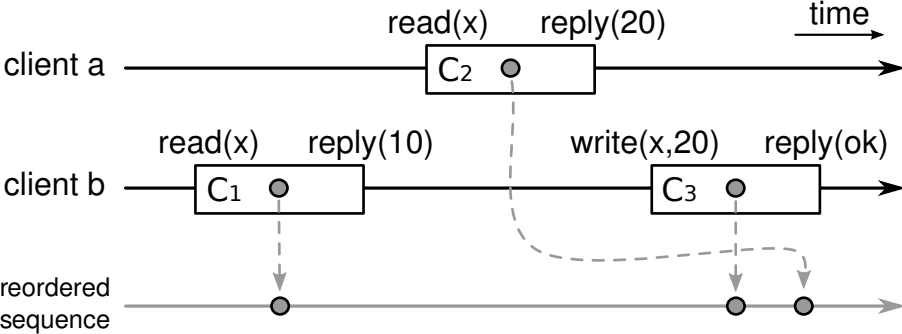 time
read(x) reply(20)
client a
C2
read(x) reply(10) write(x,20) reply(ok)
client b
C1 C3
reordered
sequence